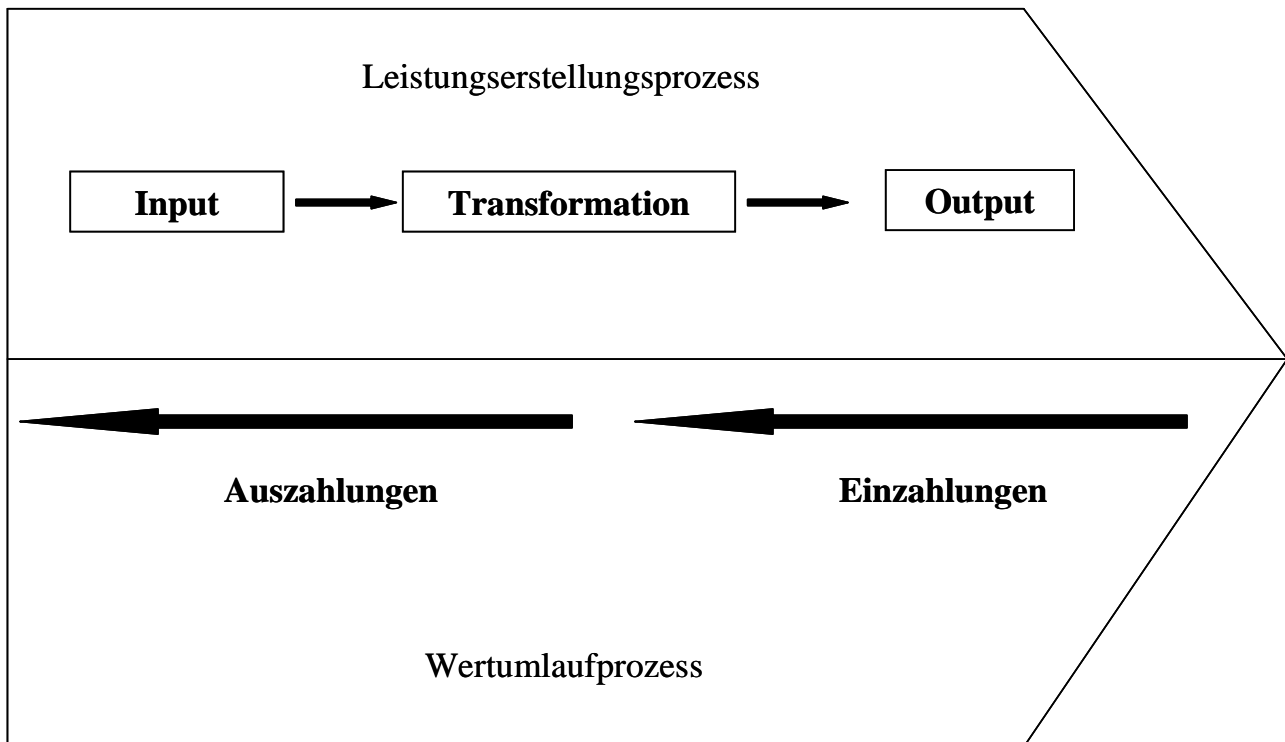 Leistungserstellungsprozess
Input
Transformation
Output
Auszahlungen
Einzahlungen
Wertumlaufprozess